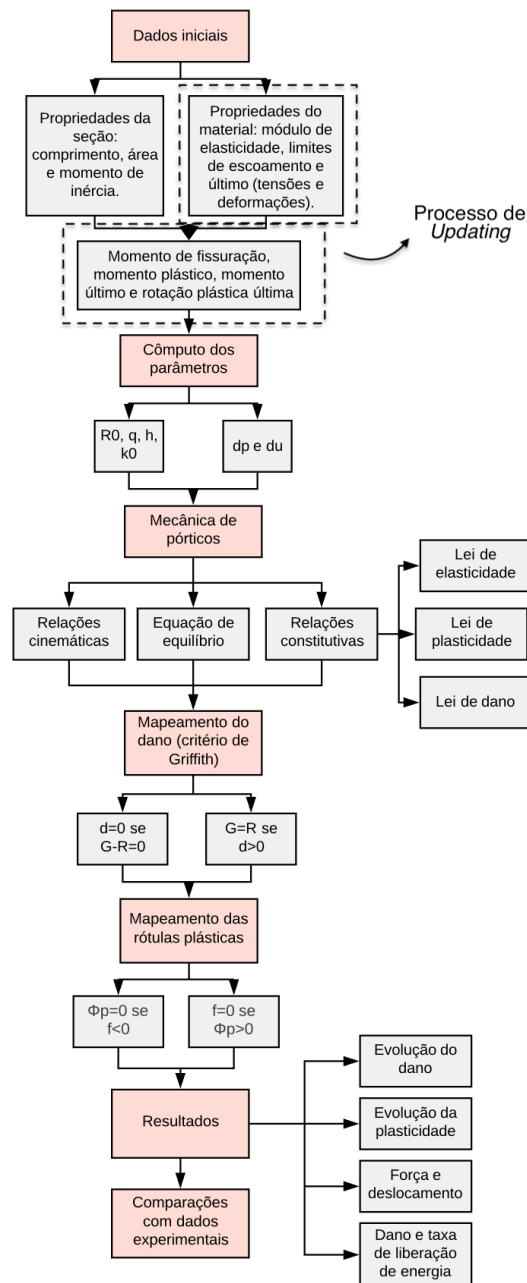 Dados iniciais
Propriedades da
seção:
comprimento, área
e momento de
inércia.
Propriedades do
material: módulo de
elasticidade, limites
de escoamento e
último (tensões e
deformações).
Processo de
Updating
Momento de fissuração,
momento plástico, momento
último e rotação plástica última
Cômputo dos
parâmetros
R0, q, h,
k0
dp e du
Mecânica de
pórticos
Relações
cinemáticas
Equação de
equilíbrio
Relações
constitutivas
Lei de
elasticidade
Lei de
plasticidade
Lei de dano
Mapeamento do
dano (critério de
Griffith)
d=0 se
G-R=0
G=R se
d>0
Mapeamento das
rótulas plásticas
Φp=0 se
f<0
f=0 se
Φp>0
Resultados
Evolução do
dano
Evolução da
plasticidade
Força e
deslocamento
Dano e taxa
de liberação
de energia
Comparações
com dados
experimentais